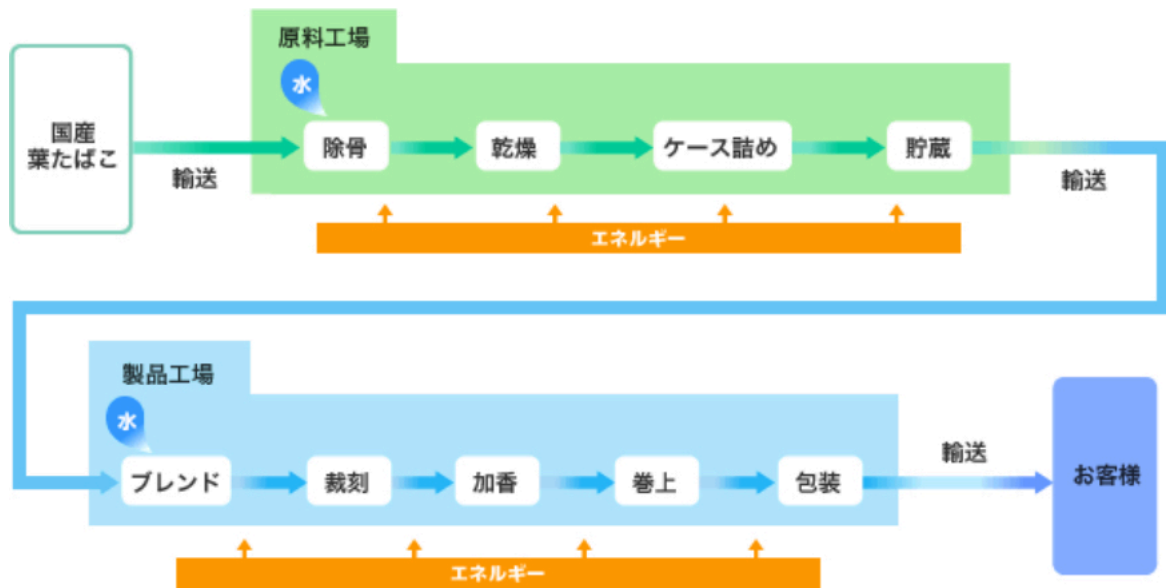 原料工場
水
国産
葉たばこ
輸送
除骨
乾燥
ケース詰め
貯蔵
輸送
エネルギー
製品工場
水
ブレンド
裁刻
加香
巻上
包装
輸送
お客様
エネルギー